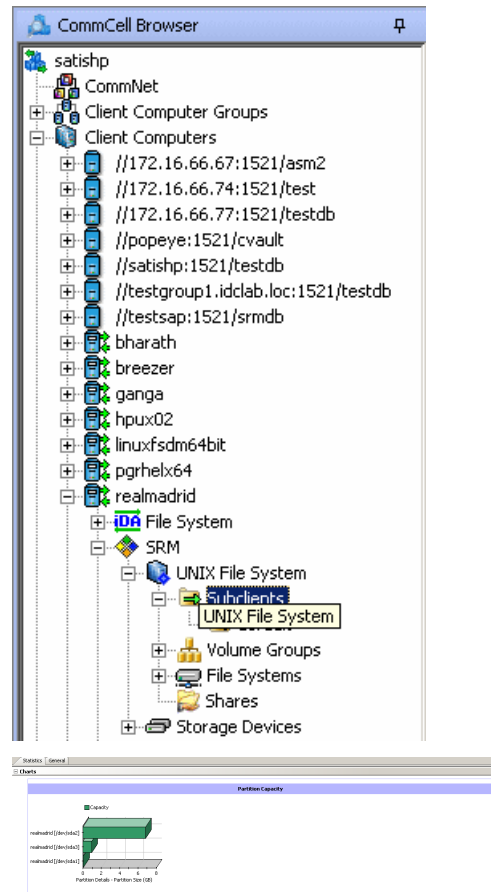 CommCell Browser
satishp
CommNet
Client Computer Groups
Client Computers
//172.16.66.67:1521/asm2
//172.16.66.74:1521/test
//172.16.66.77:1521/testdb
//popeye:1521/cvault
//satishp:1521/testdb
//testgroup1.idclab.loc:1521/testdb
//testsap:1521/srmdb
bharath
breezer
ganga
hpux02
linuxfsdm64bit
pgrhelx64
realmadrid
iDA File System
SRM
UNIX File System
Subclients
UNIX File System
Volume Groups
File Systems
Shares
Storage Devices
Statistics General
Charts
Partition Capacity
Capacity
realmadrid [/dev/sda2]
realmadrid [/dev/sda3]
realmadrid [/dev/sda1]
0 2 4 6 8
Partition Details - Partition Size (GB)